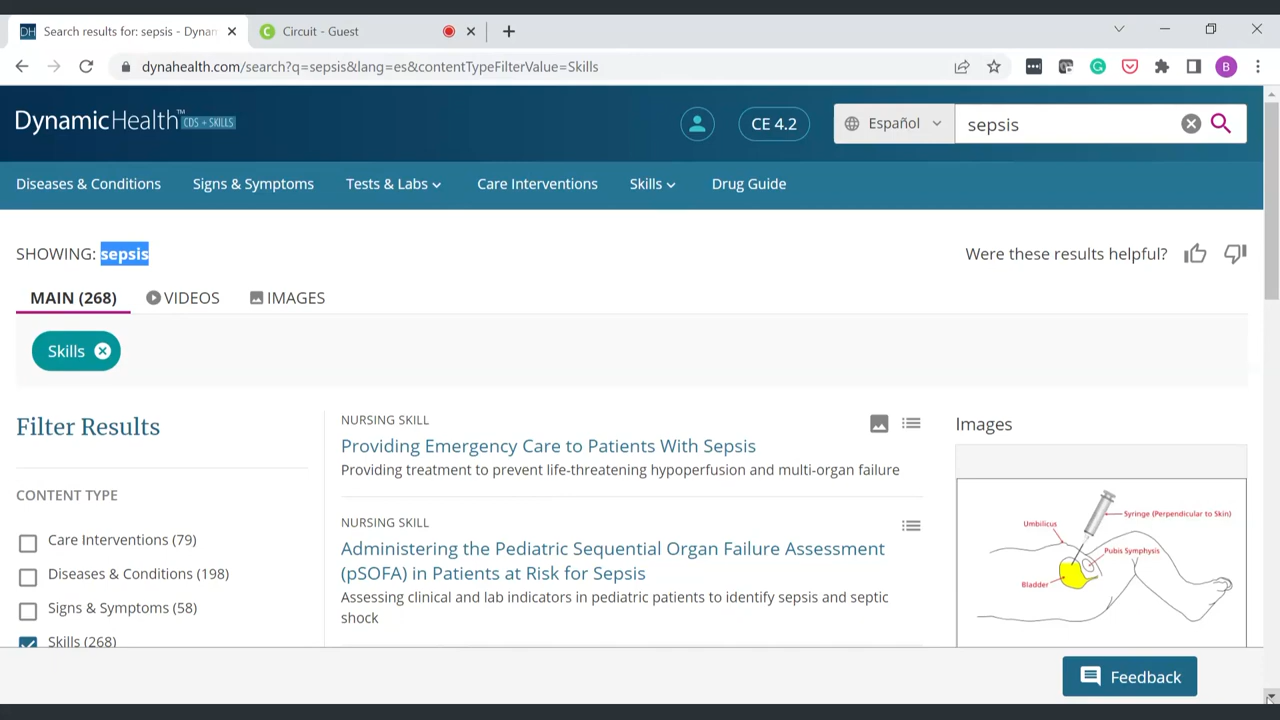 DH Search results for: sepsis - Dynam
Circuit - Guest
dynahealth.com/search?q=sepsis&lang=es&contentTypeFilterValue=Skills
B
DynamicHealth™ CDS + SKILLS
CE 4.2
Español
sepsis
Diseases & Conditions
Signs & Symptoms
Tests & Labs
Care Interventions
Skills
Drug Guide
SHOWING: sepsis
Were these results helpful?
MAIN (268)
VIDEOS
IMAGES
Skills
Filter Results
CONTENT TYPE
Care Interventions (79)
Diseases & Conditions (198)
Signs & Symptoms (58)
Skills (268)
NURSING SKILL
Providing Emergency Care to Patients With Sepsis
Providing treatment to prevent life-threatening hypoperfusion and multi-organ failure
NURSING SKILL
Administering the Pediatric Sequential Organ Failure Assessment
(pSOFA) in Patients at Risk for Sepsis
Assessing clinical and lab indicators in pediatric patients to identify sepsis and septic
shock
Images
Syringe (Perpendicular to Skin)
Umbilicus
Pubis Symphysis
Bladder
Feedback